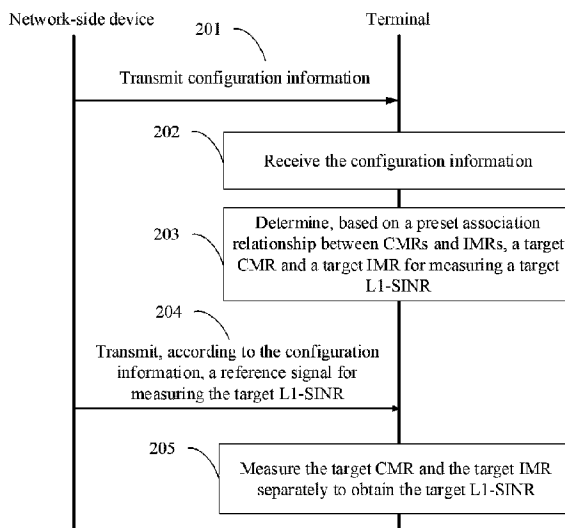 Network-side device
Terminal
201
Transmit configuration information
202
Receive the configuration information
203
Determine, based on a preset association
relationship between CMRs and IMRs, a target
CMR and a target IMR for measuring a target
L1-SINR
204
Transmit, according to the configuration
information, a reference signal for
measuring the target L1-SINR
205
Measure the target CMR and the target IMR
separately to obtain the target L1-SINR